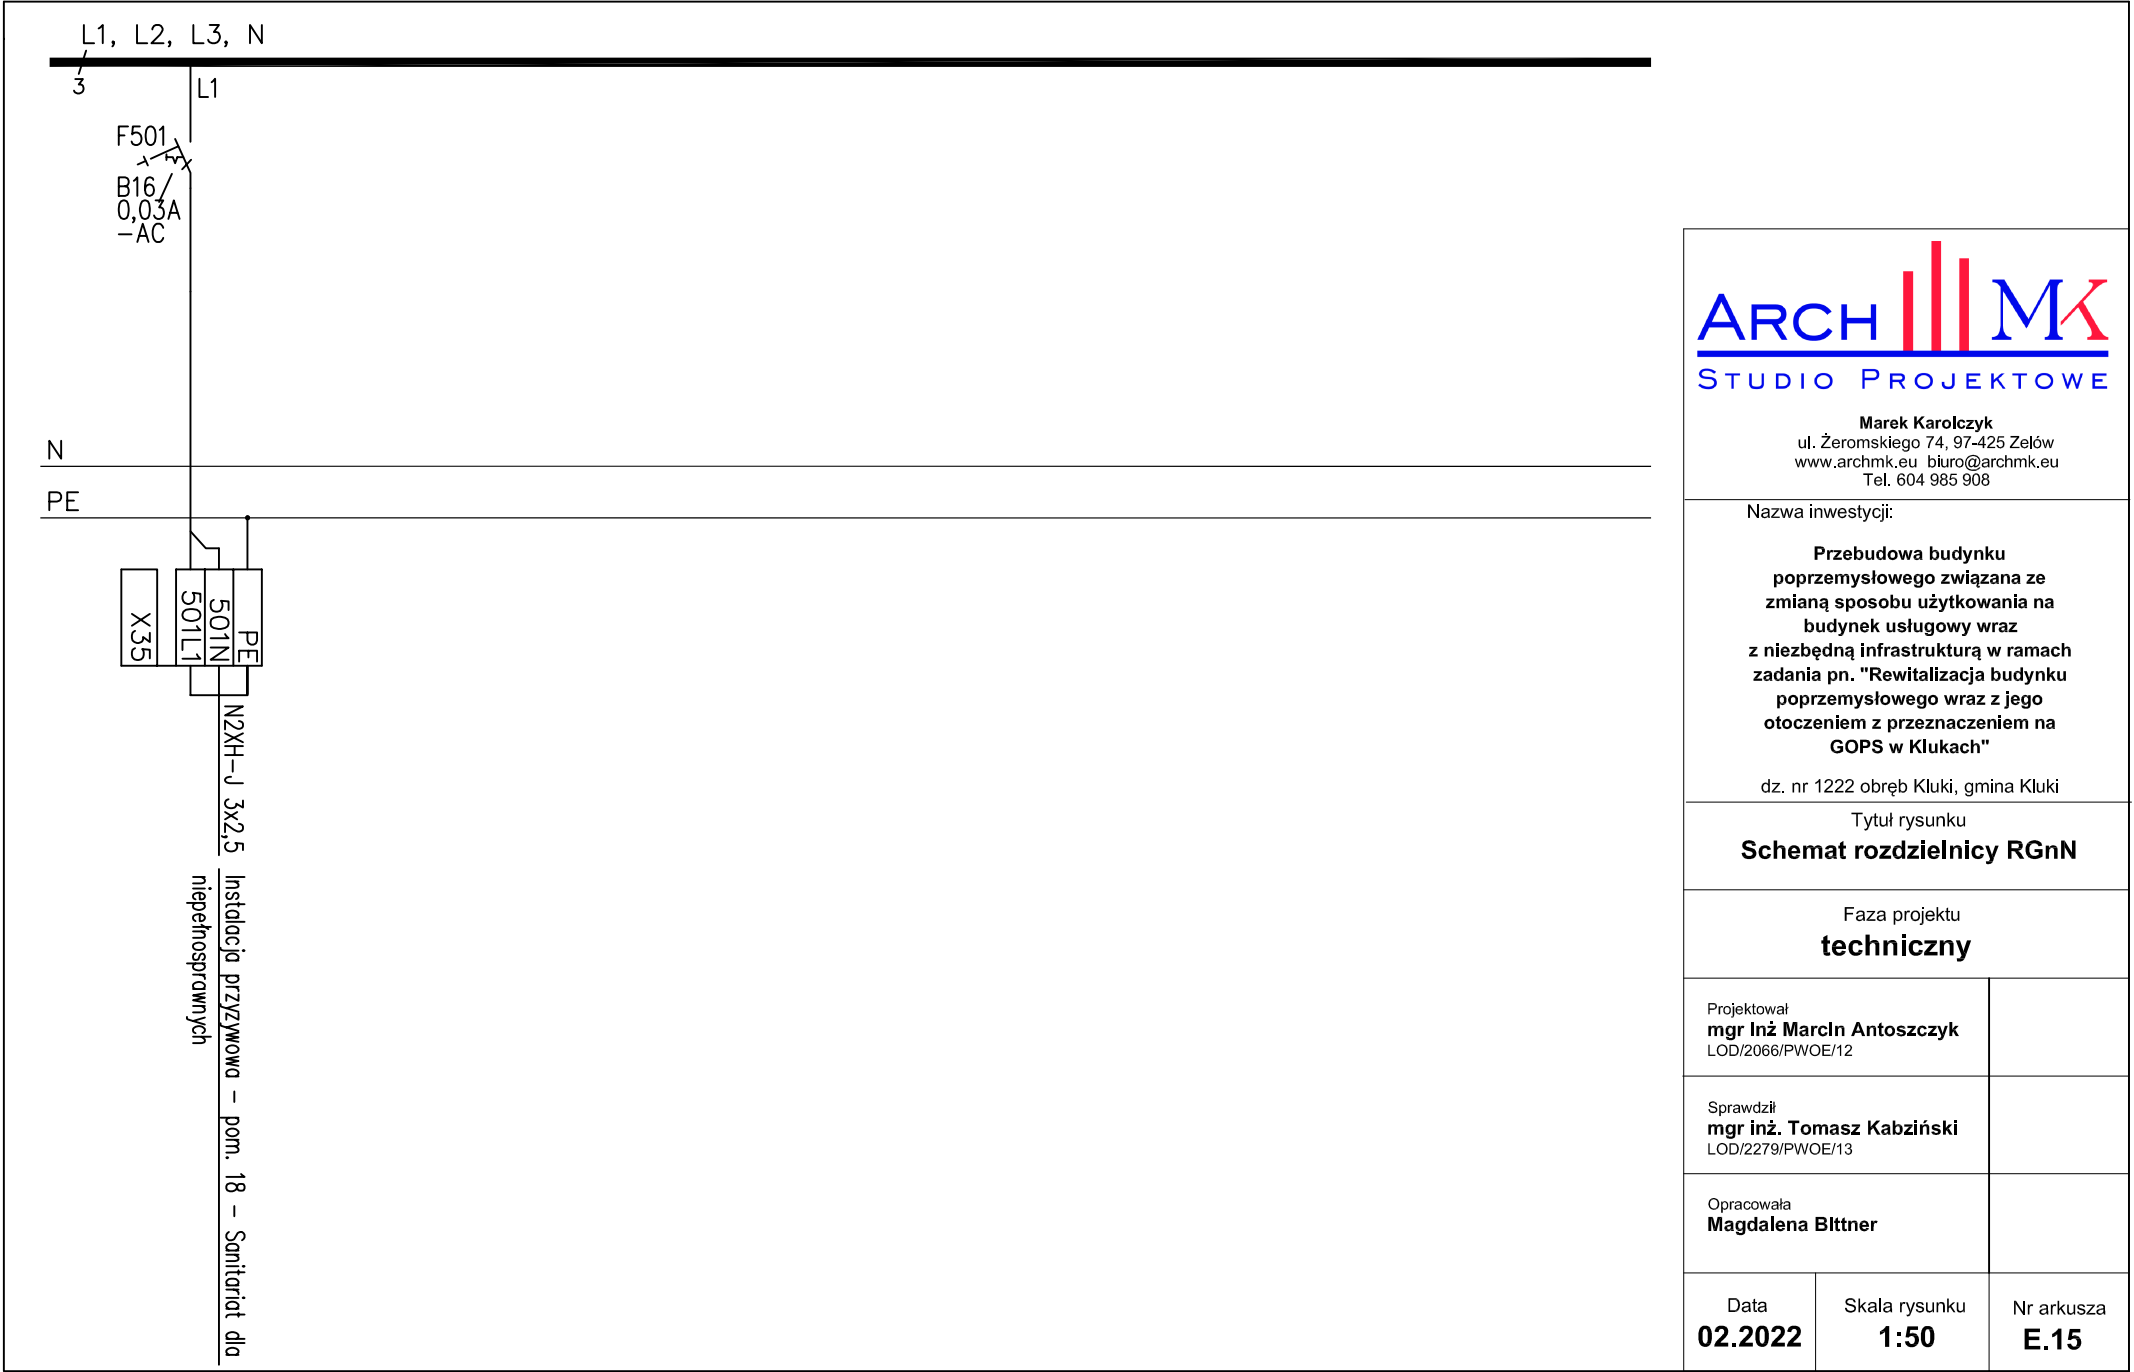 L1, L2, L3, N
3
L1
F501
B16/
0,03A
-AC
N
PE
X35
501L1
501N
PE
N2XH-J 3x2,5
Instalacja przyzywowa - pom. 18 - Sanitariat dla
niepełnosprawnych
ARCH MK
STUDIO PROJEKTOWE
Marek Karolczyk
ul. Żeromskiego 74, 97-425 Zelów
www.archmk.eu biuro@archmk.eu
Tel. 604 985 908
Nazwa inwestycji:
Przebudowa budynku
poprzemysłowego związana ze
zmianą sposobu użytkowania na
budynek usługowy wraz
z niezbędną infrastrukturą w ramach
zadania pn. "Rewitalizacja budynku
poprzemysłowego wraz z jego
otoczeniem z przeznaczeniem na
GOPS w Klukach"
dz. nr 1222 obręb Kluki, gmina Kluki
Tytuł rysunku
Schemat rozdzielnicy RGnN
Faza projektu
techniczny
Projektował
mgr inż Marcin Antoszczyk
LOD/2066/PWOE/12
Sprawdził
mgr inż. Tomasz Kabziński
LOD/2279/PWOE/13
Opracowała
Magdalena Bittner
Data
02.2022
Skala rysunku
1:50
Nr arkusza
E.15